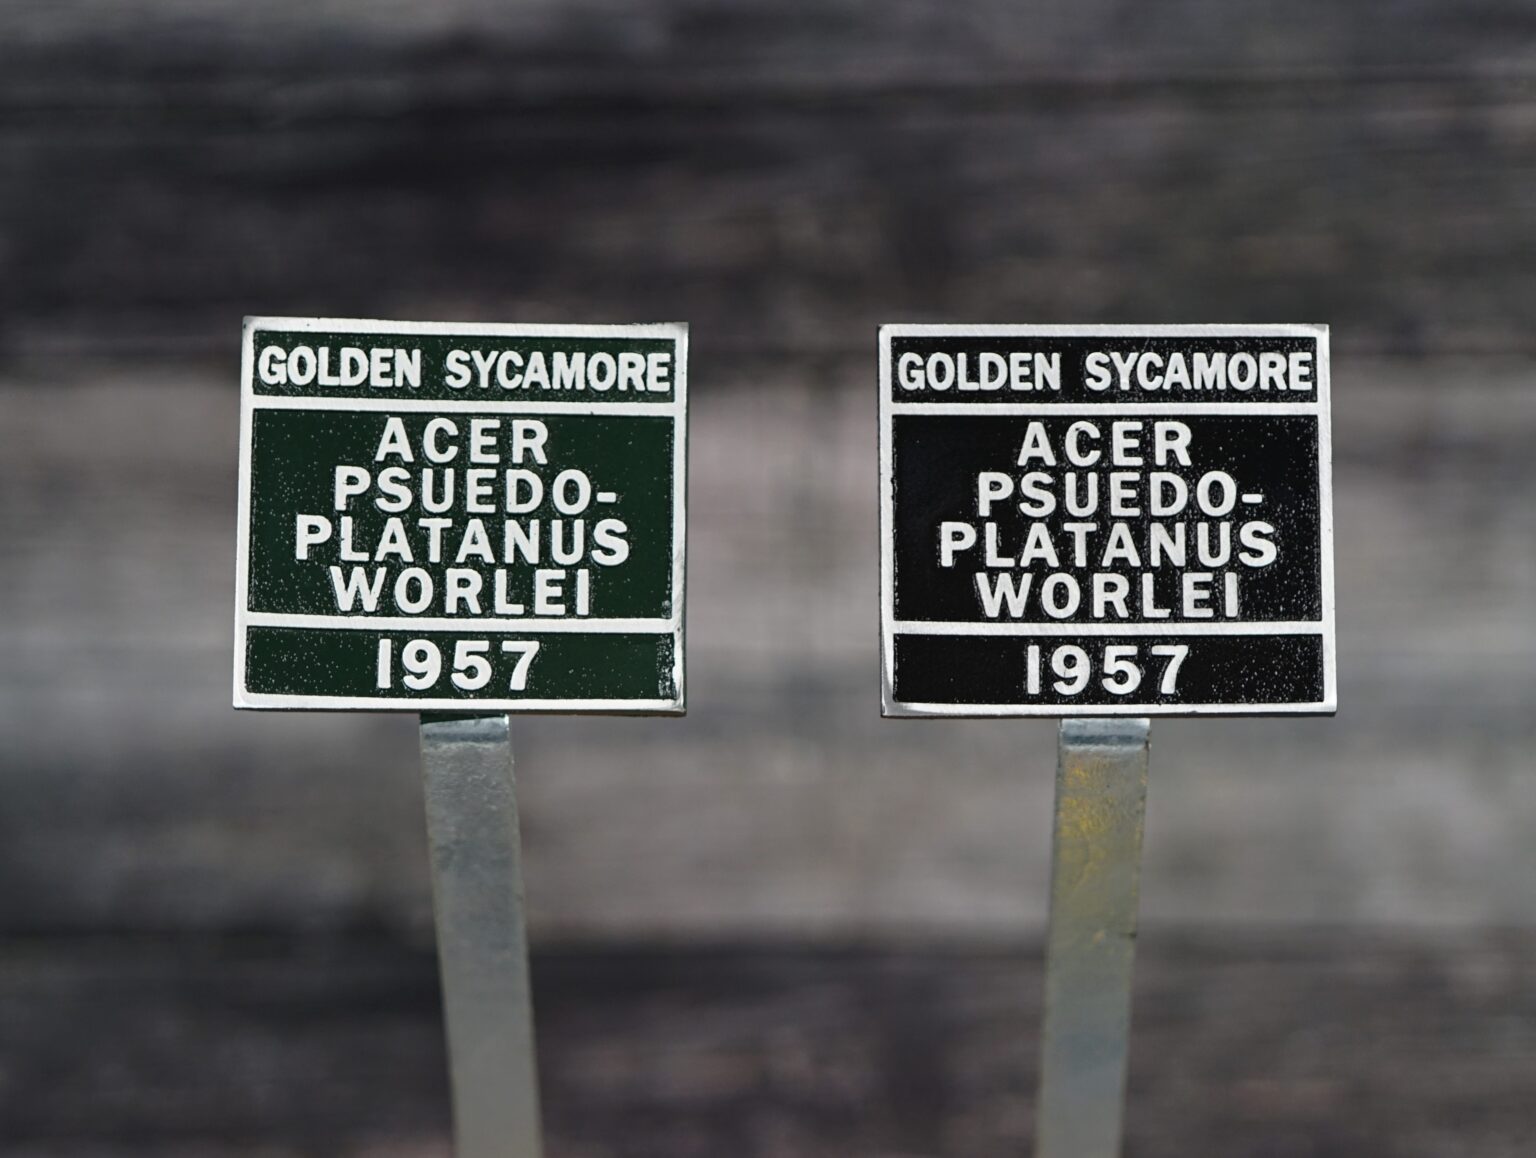 GOLDEN SYCAMORE
ACER
PSUEDO-
PLATANUS
WORLEI
1957
GOLDEN SYCAMORE
ACER
PSUEDO-
PLATANUS
WORLEI
1957